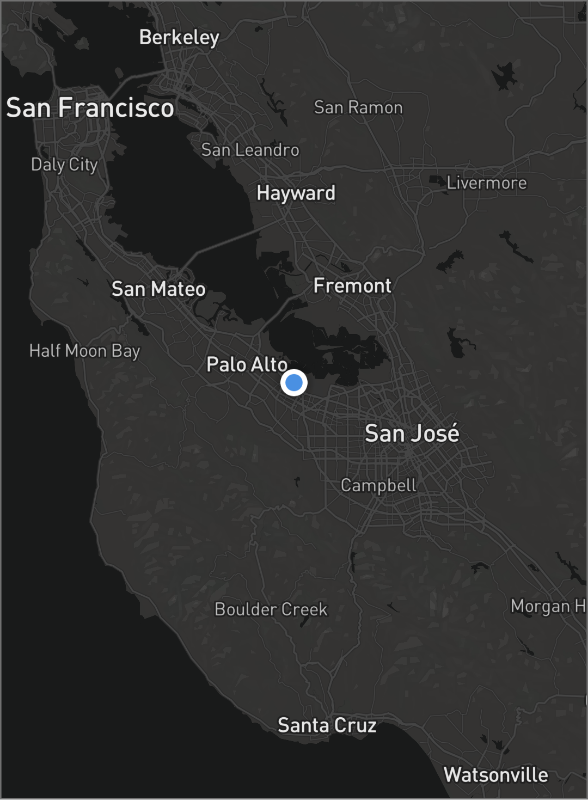 Berkeley
San Francisco
San Ramon
San Leandro
Daly City
Livermore
Hayward
San Mateo
Fremont
Half Moon Bay
Palo Alto
San José
Campbell
Boulder Creek
Morgan H
Santa Cruz
Watsonville